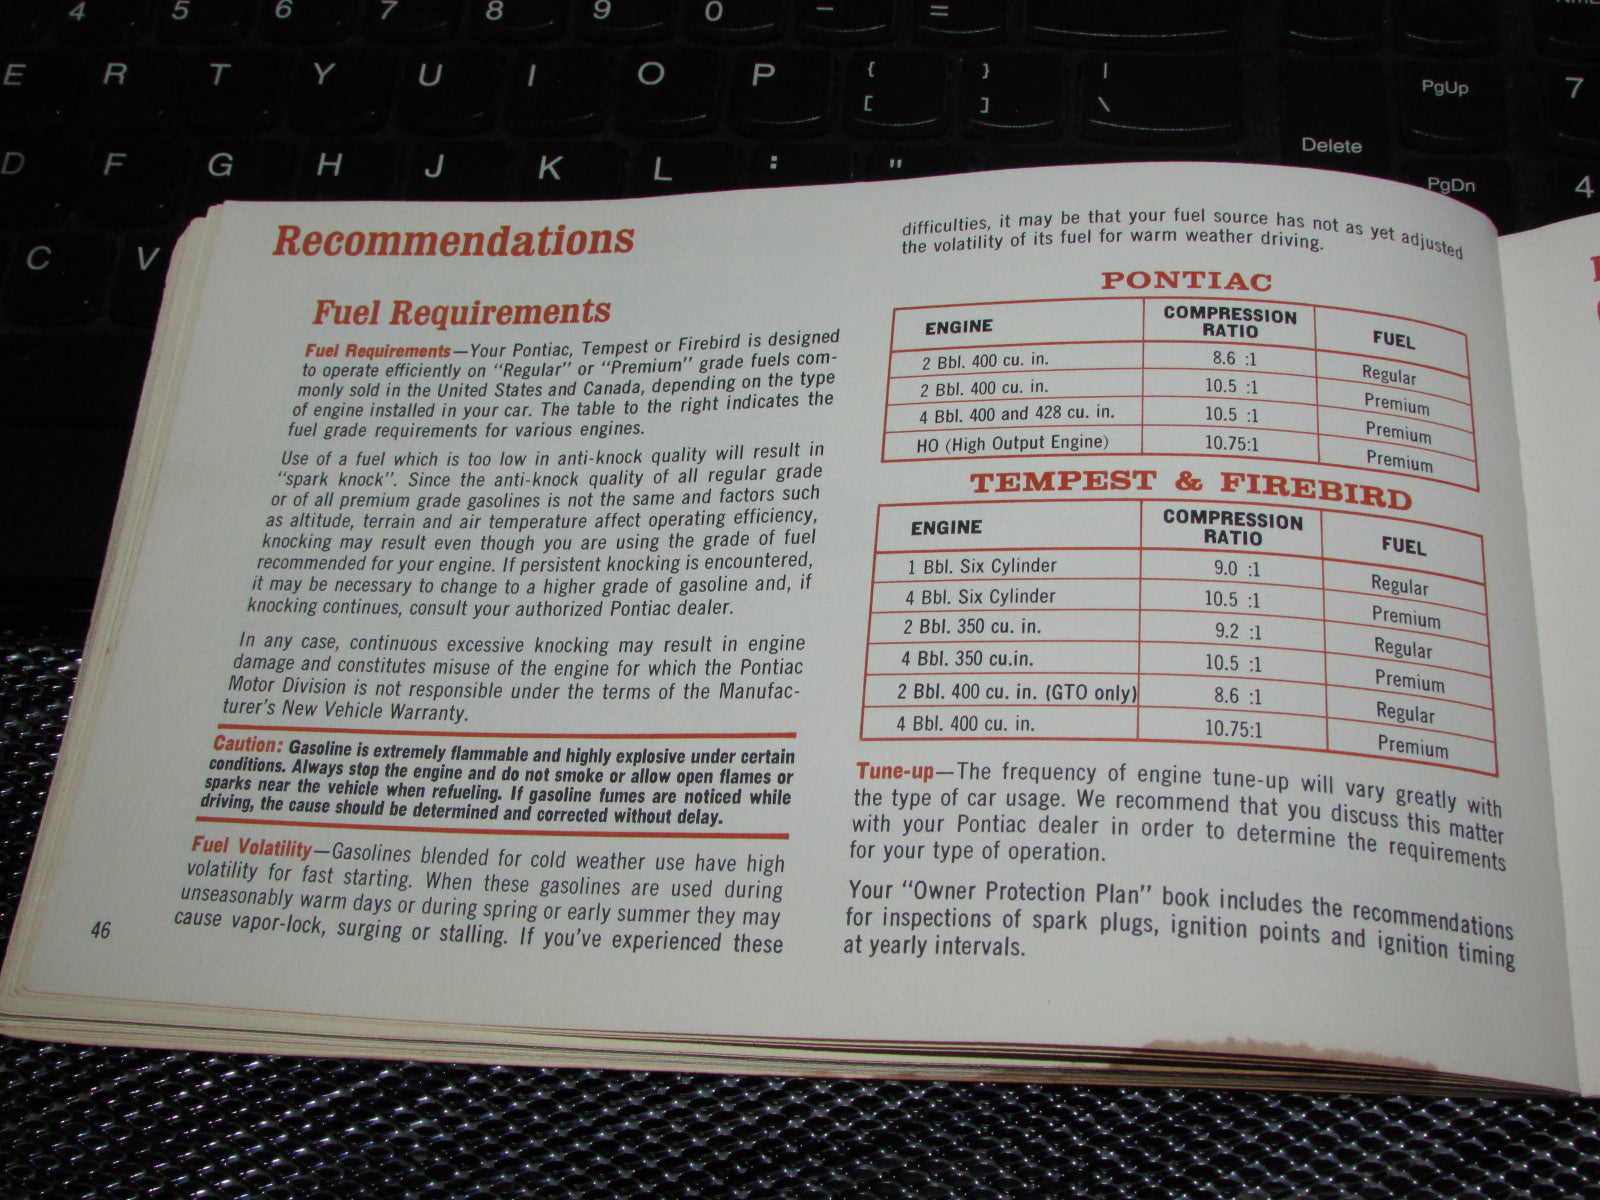 4 5 6 7 8 9 0 - =
E R T Y U I O P { [ } ] | \ PgUp 7
Delete
D F G H J K L : " PgDn 4
C V
Recommendations
Fuel Requirements
Fuel Requirements—Your Pontiac, Tempest or Firebird is designed
to operate efficiently on "Regular" or "Premium" grade fuels com-
monly sold in the United States and Canada, depending on the type
of engine installed in your car. The table to the right indicates the
fuel grade requirements for various engines.
Use of a fuel which is too low in anti-knock quality will result in
"spark knock". Since the anti-knock quality of all regular grade
or of all premium grade gasolines is not the same and factors such
as altitude, terrain and air temperature affect operating efficiency,
knocking may result even though you are using the grade of fuel
recommended for your engine. If persistent knocking is encountered,
it may be necessary to change to a higher grade of gasoline and, if
knocking continues, consult your authorized Pontiac dealer.
In any case, continuous excessive knocking may result in engine
damage and constitutes misuse of the engine for which the Pontiac
Motor Division is not responsible under the terms of the Manufac-
turer's New Vehicle Warranty.
Caution: Gasoline is extremely flammable and highly explosive under certain
conditions. Always stop the engine and do not smoke or allow open flames or
sparks near the vehicle when refueling. If gasoline fumes are noticed while
driving, the cause should be determined and corrected without delay.
Fuel Volatility—Gasolines blended for cold weather use have high
volatility for fast starting. When these gasolines are used during
unseasonably warm days or during spring or early summer they may
cause vapor-lock, surging or stalling. If you've experienced these
46
difficulties, it may be that your fuel source has not as yet adjusted
the volatility of its fuel for warm weather driving.
PONTIAC
ENGINE COMPRESSION RATIO FUEL
2 Bbl. 400 cu. in. 8.6 :1 Regular
2 Bbl. 400 cu. in. 10.5 :1 Premium
4 Bbl. 400 and 428 cu. in. 10.5 :1 Premium
HO (High Output Engine) 10.75:1 Premium
TEMPEST & FIREBIRD
ENGINE COMPRESSION RATIO FUEL
1 Bbl. Six Cylinder 9.0 :1 Regular
4 Bbl. Six Cylinder 10.5 :1 Premium
2 Bbl. 350 cu. in. 9.2 :1 Regular
4 Bbl. 350 cu.in. 10.5 :1 Premium
2 Bbl. 400 cu. in. (GTO only) 8.6 :1 Regular
4 Bbl. 400 cu. in. 10.75:1 Premium
Tune-up—The frequency of engine tune-up will vary greatly with
the type of car usage. We recommend that you discuss this matter
with your Pontiac dealer in order to determine the requirements
for your type of operation.
Your "Owner Protection Plan" book includes the recommendations
for inspections of spark plugs, ignition points and ignition timing
at yearly intervals.